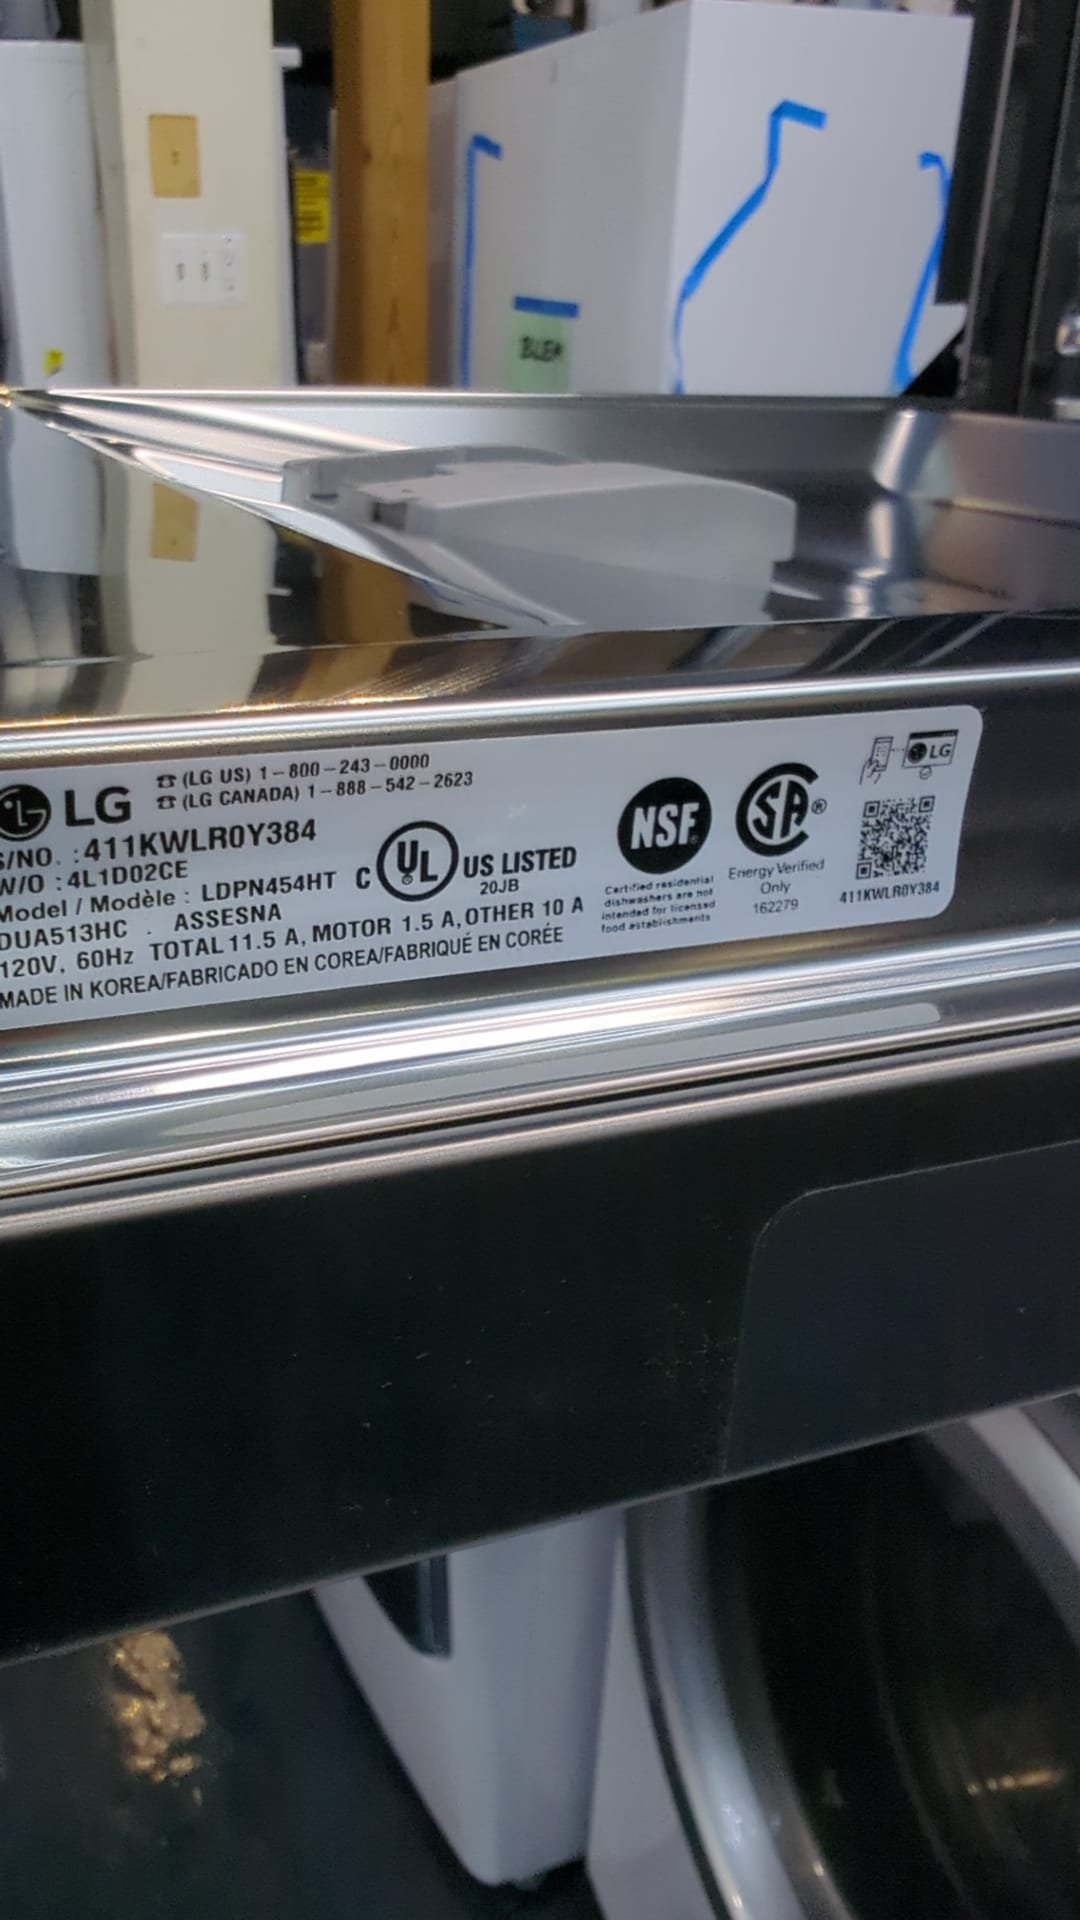 BLEM
LG
☎ (LG US) 1-800-243-0000
☎ (LG CANADA) 1-888-542-2623
S/NO. :411KWLR0Y384
W/O :4L1D02CE
Model / Modèle : LDPN454HT
DUA513HC . ASSESNA
120V, 60Hz TOTAL 11.5 A, MOTOR 1.5 A, OTHER 10 A
MADE IN KOREA/FABRICADO EN COREA/FABRIQUÉ EN CORÉE
C UL US LISTED
20JB
NSF
Certified residential
dishwashers are not
intended for licensed
food establishments
SA®
Energy Verified
Only
162279
LG
411KWLR0Y384